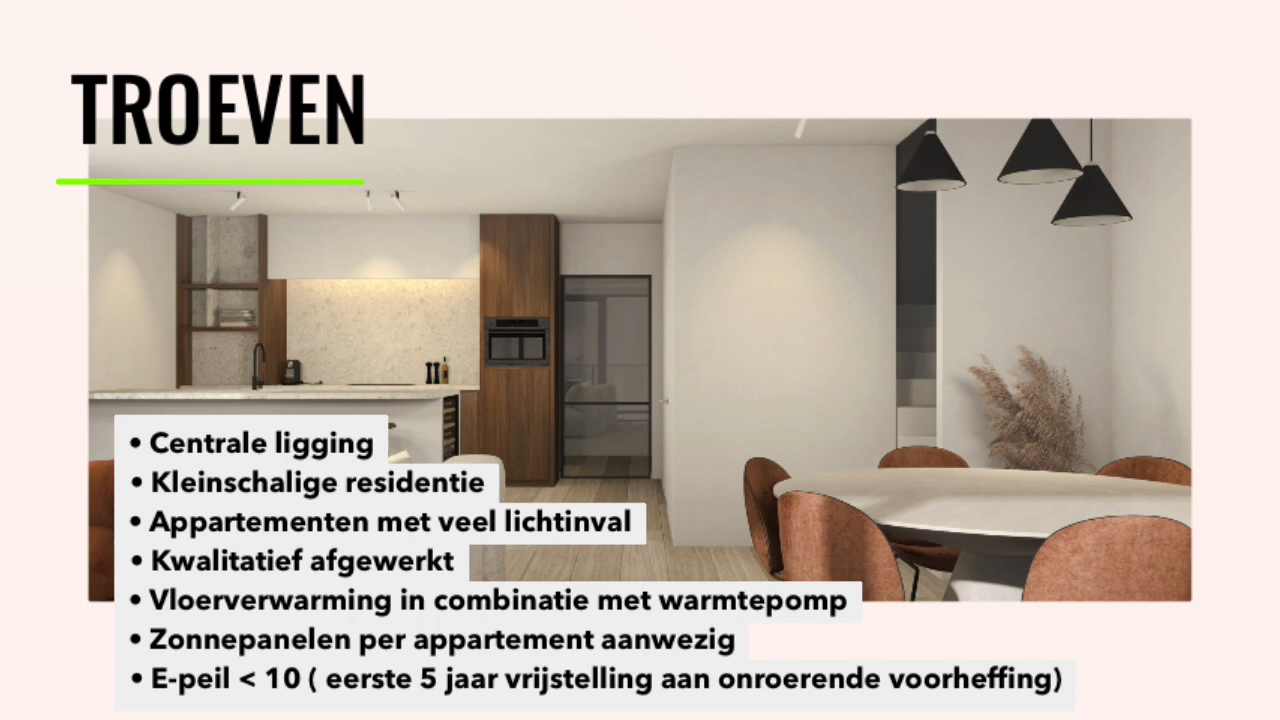 TROEVEN
• Centrale ligging
• Kleinschalige residentie
• Appartementen met veel lichtinval
• Kwalitatief afgewerkt
• Vloerverwarming in combinatie met warmtepomp
• Zonnepanelen per appartement aanwezig
• E-peil < 10 ( eerste 5 jaar vrijstelling aan onroerende voorheffing)